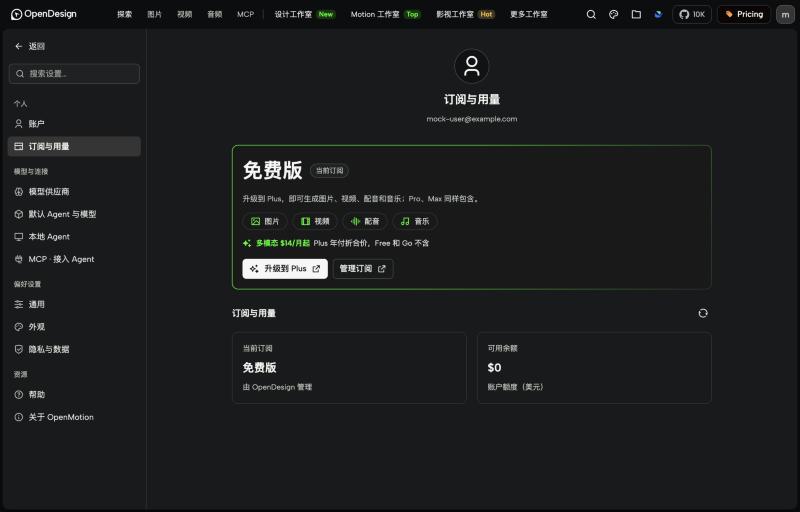 OpenDesign
探索
图片
视频
音频
MCP
设计工作室 New
Motion 工作室 Top
影视工作室 Hot
更多工作室
10K
Pricing
m
返回
搜索设置...
个人
账户
订阅与用量
模型与连接
模型供应商
默认 Agent 与模型
本地 Agent
MCP · 接入 Agent
偏好设置
通用
外观
隐私与数据
资源
帮助
关于 OpenMotion
订阅与用量
mock-user@example.com
免费版 当前订阅
升级到 Plus，即可生成图片、视频、配音和音乐；Pro、Max 同样包含。
图片
视频
配音
音乐
多模态 $14/月起 Plus 年付折合价，Free 和 Go 不含
升级到 Plus
管理订阅
订阅与用量
当前订阅
免费版
由 OpenDesign 管理
可用余额
$0
账户额度（美元）